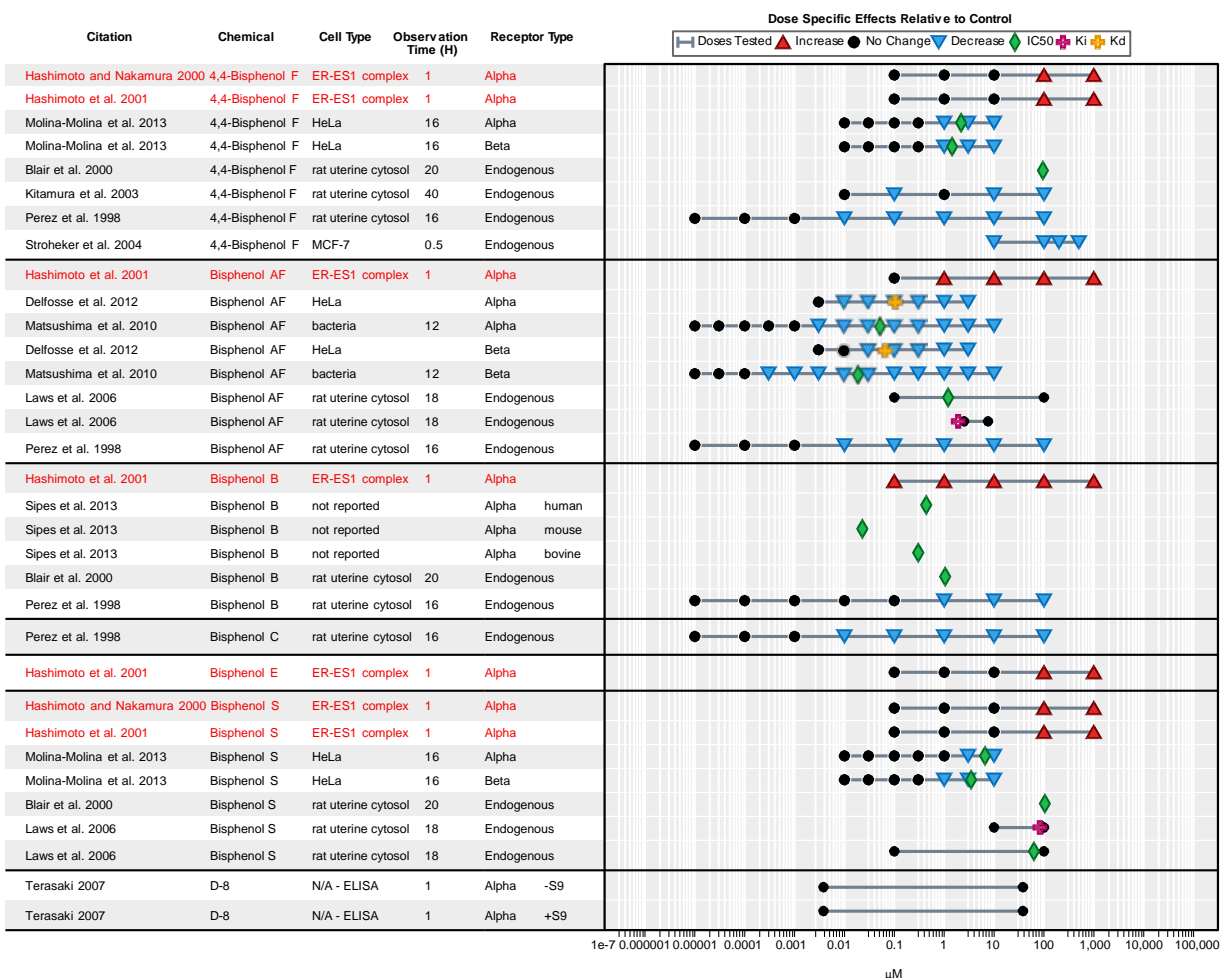 Dose Specific Effects Relative to Control
Citation Chemical Cell Type Observation Time (H) Receptor Type
Doses Tested Increase No Change Decrease IC50 Ki Kd
Hashimoto and Nakamura 2000 4,4-Bisphenol F ER-ES1 complex 1 Alpha
Hashimoto et al. 2001 4,4-Bisphenol F ER-ES1 complex 1 Alpha
Molina-Molina et al. 2013 4,4-Bisphenol F HeLa 16 Alpha
Molina-Molina et al. 2013 4,4-Bisphenol F HeLa 16 Beta
Blair et al. 2000 4,4-Bisphenol F rat uterine cytosol 20 Endogenous
Kitamura et al. 2003 4,4-Bisphenol F rat uterine cytosol 40 Endogenous
Perez et al. 1998 4,4-Bisphenol F rat uterine cytosol 16 Endogenous
Stroheker et al. 2004 4,4-Bisphenol F MCF-7 0.5 Endogenous
Hashimoto et al. 2001 Bisphenol AF ER-ES1 complex 1 Alpha
Delfosse et al. 2012 Bisphenol AF HeLa Alpha
Matsushima et al. 2010 Bisphenol AF bacteria 12 Alpha
Delfosse et al. 2012 Bisphenol AF HeLa Beta
Matsushima et al. 2010 Bisphenol AF bacteria 12 Beta
Laws et al. 2006 Bisphenol AF rat uterine cytosol 18 Endogenous
Laws et al. 2006 Bisphenol AF rat uterine cytosol 18 Endogenous
Perez et al. 1998 Bisphenol AF rat uterine cytosol 16 Endogenous
Hashimoto et al. 2001 Bisphenol B ER-ES1 complex 1 Alpha
Sipes et al. 2013 Bisphenol B not reported Alpha human
Sipes et al. 2013 Bisphenol B not reported Alpha mouse
Sipes et al. 2013 Bisphenol B not reported Alpha bovine
Blair et al. 2000 Bisphenol B rat uterine cytosol 20 Endogenous
Perez et al. 1998 Bisphenol B rat uterine cytosol 16 Endogenous
Perez et al. 1998 Bisphenol C rat uterine cytosol 16 Endogenous
Hashimoto et al. 2001 Bisphenol E ER-ES1 complex 1 Alpha
Hashimoto and Nakamura 2000 Bisphenol S ER-ES1 complex 1 Alpha
Hashimoto et al. 2001 Bisphenol S ER-ES1 complex 1 Alpha
Molina-Molina et al. 2013 Bisphenol S HeLa 16 Alpha
Molina-Molina et al. 2013 Bisphenol S HeLa 16 Beta
Blair et al. 2000 Bisphenol S rat uterine cytosol 20 Endogenous
Laws et al. 2006 Bisphenol S rat uterine cytosol 18 Endogenous
Laws et al. 2006 Bisphenol S rat uterine cytosol 18 Endogenous
Terasaki 2007 D-8 N/A - ELISA 1 Alpha -S9
Terasaki 2007 D-8 N/A - ELISA 1 Alpha +S9
1e-7 0.000001 0.00001 0.0001 0.001 0.01 0.1 1 10 100 1,000 10,000 100,000
µM